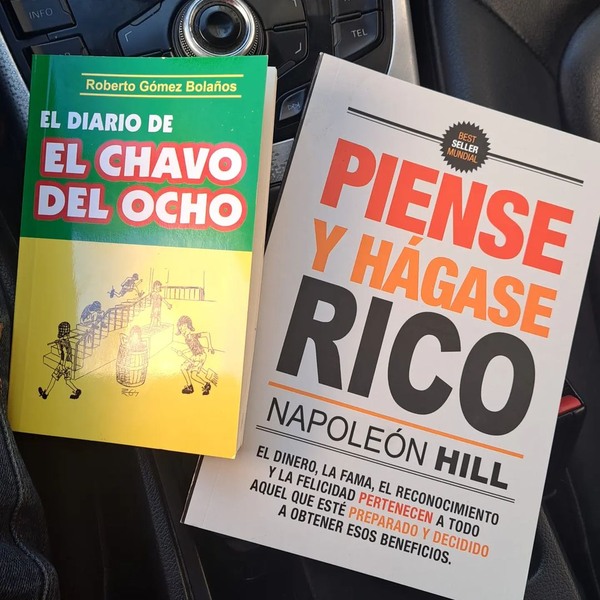 INFO
TEL
Roberto Gómez Bolaños
EL DIARIO DE
EL CHAVO
DEL OCHO
BEST
SELLER
MUNDIAL
PIENSE
Y HÁGASE
RICO
NAPOLEÓN HILL
EL DINERO, LA FAMA, EL RECONOCIMIENTO
Y LA FELICIDAD PERTENECEN A TODO
AQUEL QUE ESTÉ PREPARADO Y DECIDIDO
A OBTENER ESOS BENEFICIOS.